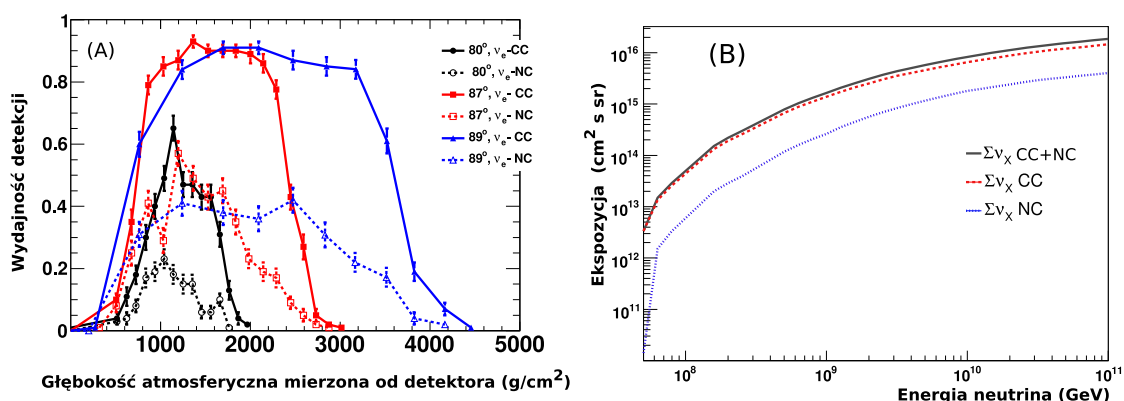 (A)
Wydajność detekcji
1
0.8
0.6
0.4
0.2
0
1000 2000 3000 4000 5000
Głębokość atmosferyczna mierzona od detektora (g/cm²)
80°, νe-CC
80°, νe-NC
87°, νe- CC
87°, νe- NC
89°, νe- CC
89°, νe- NC
(B)
Ekspozycja (cm² s sr)
10¹⁶
10¹⁵
10¹⁴
10¹³
10¹²
10¹¹
10⁸ 10⁹ 10¹⁰ 10¹¹
Energia neutrina (GeV)
ΣνX CC+NC
ΣνX CC
ΣνX NC